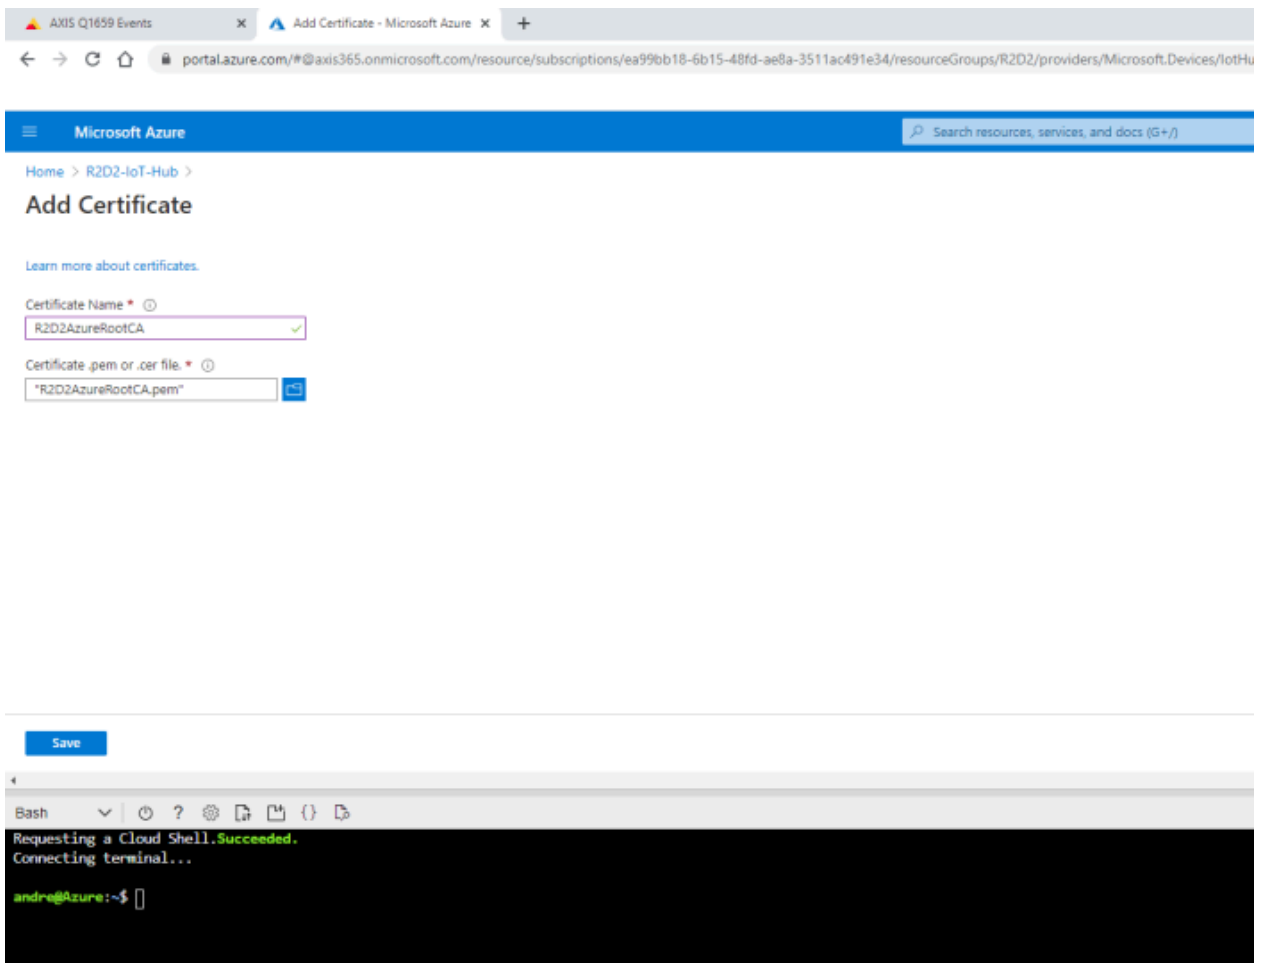 AXIS Q1659 Events
Add Certificate - Microsoft Azure
portal.azure.com/#@axis365.onmicrosoft.com/resource/subscriptions/ea99bb18-6b15-48fd-ae8a-3511ac491e34/resourceGroups/R2D2/providers/Microsoft.Devices/IotHu
Microsoft Azure
Search resources, services, and docs (G+/)
Home > R2D2-IoT-Hub >
Add Certificate
Learn more about certificates.
Certificate Name *
R2D2AzureRootCA
Certificate .pem or .cer file. *
"R2D2AzureRootCA.pem"
Save
Bash
Requesting a Cloud Shell.Succeeded.
Connecting terminal...
andre@Azure:~$